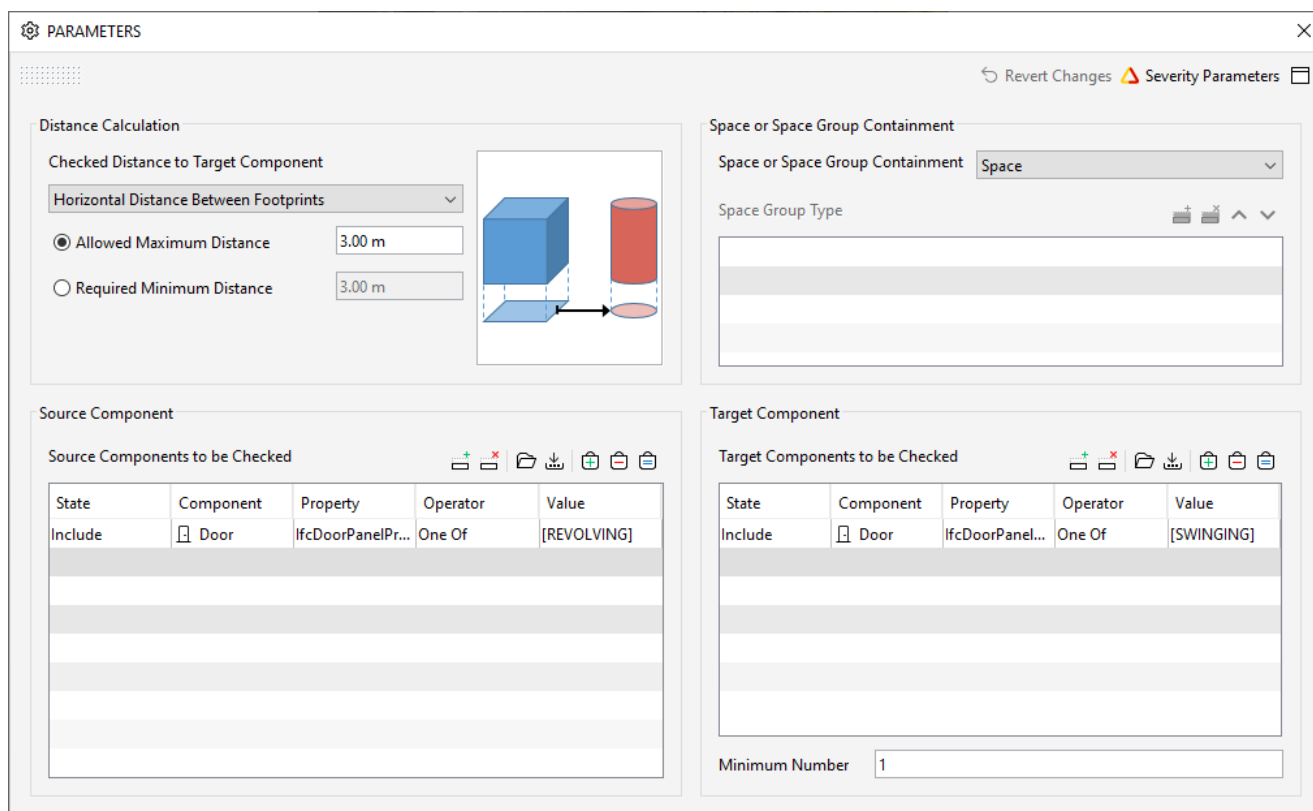 PARAMETERS
Revert Changes Severity Parameters
Distance Calculation
Checked Distance to Target Component
Horizontal Distance Between Footprints
Allowed Maximum Distance 3.00 m
Required Minimum Distance 3.00 m
Space or Space Group Containment
Space or Space Group Containment Space
Space Group Type
Source Component
Source Components to be Checked
State Component Property Operator Value
Include Door IfcDoorPanelPr... One Of [REVOLVING]
Target Component
Target Components to be Checked
State Component Property Operator Value
Include Door IfcDoorPanel... One Of [SWINGING]
Minimum Number 1